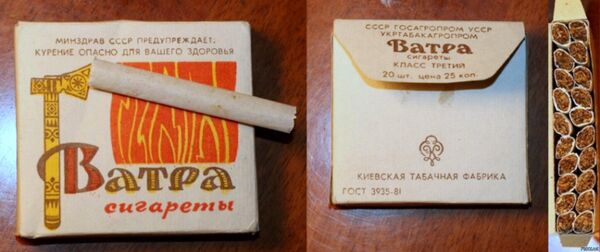 МИНЗДРАВ СССР ПРЕДУПРЕЖДАЕТ:
КУРЕНИЕ ОПАСНО ДЛЯ ВАШЕГО ЗДОРОВЬЯ
Ватра
сигареты
СССР ГОСАГРОПРОМ УССР
УКРТАБАКАГРОПРОМ
Ватра
сигареты
КЛАСС ТРЕТИЙ
20 шт. цена 25 коп.
КИЕВСКАЯ ТАБАЧНАЯ ФАБРИКА
ГОСТ 3935-81